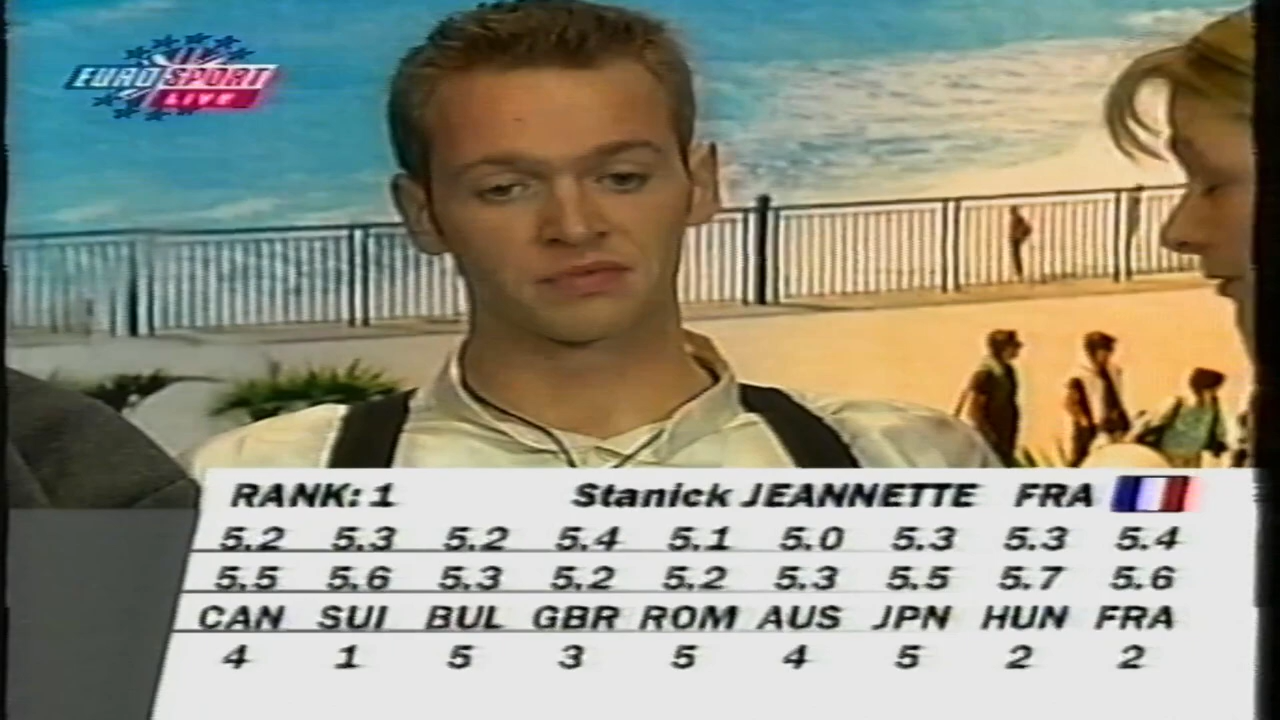 EUROSPORT
LIVE
RANK: 1 Stanick JEANNETTE FRA
5.2 5.3 5.2 5.4 5.1 5.0 5.3 5.3 5.4
5.5 5.6 5.3 5.2 5.2 5.3 5.5 5.7 5.6
CAN SUI BUL GBR ROM AUS JPN HUN FRA
4 1 5 3 5 4 5 2 2